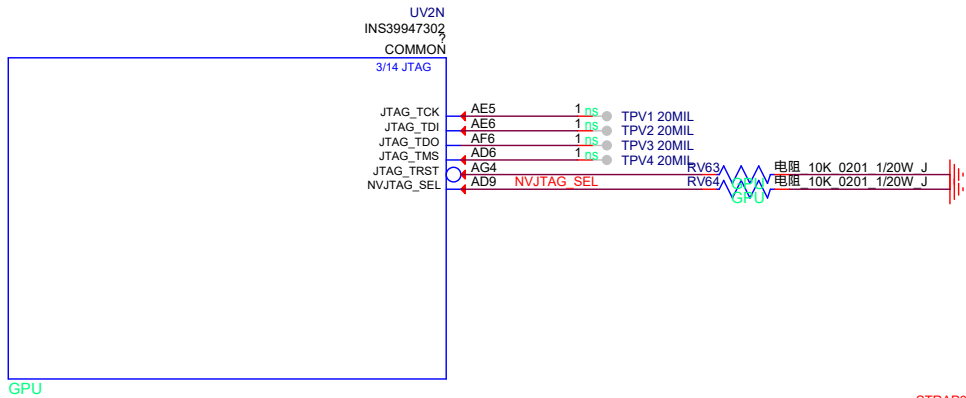 UV2N
INS39947302
?
COMMON
3/14 JTAG
JTAG_TCK AE5 1 ns TPV1 20MIL
JTAG_TDI AE6 1 ns TPV2 20MIL
JTAG_TDO AF6 1 ns TPV3 20MIL
JTAG_TMS AD6 1 ns TPV4 20MIL
JTAG_TRST AG4 RV63 GPU 电阻_10K_0201_1/20W_J
NVJTAG_SEL AD9 NVJTAG_SEL RV64 GPU 电阻_10K_0201_1/20W_J
GPU